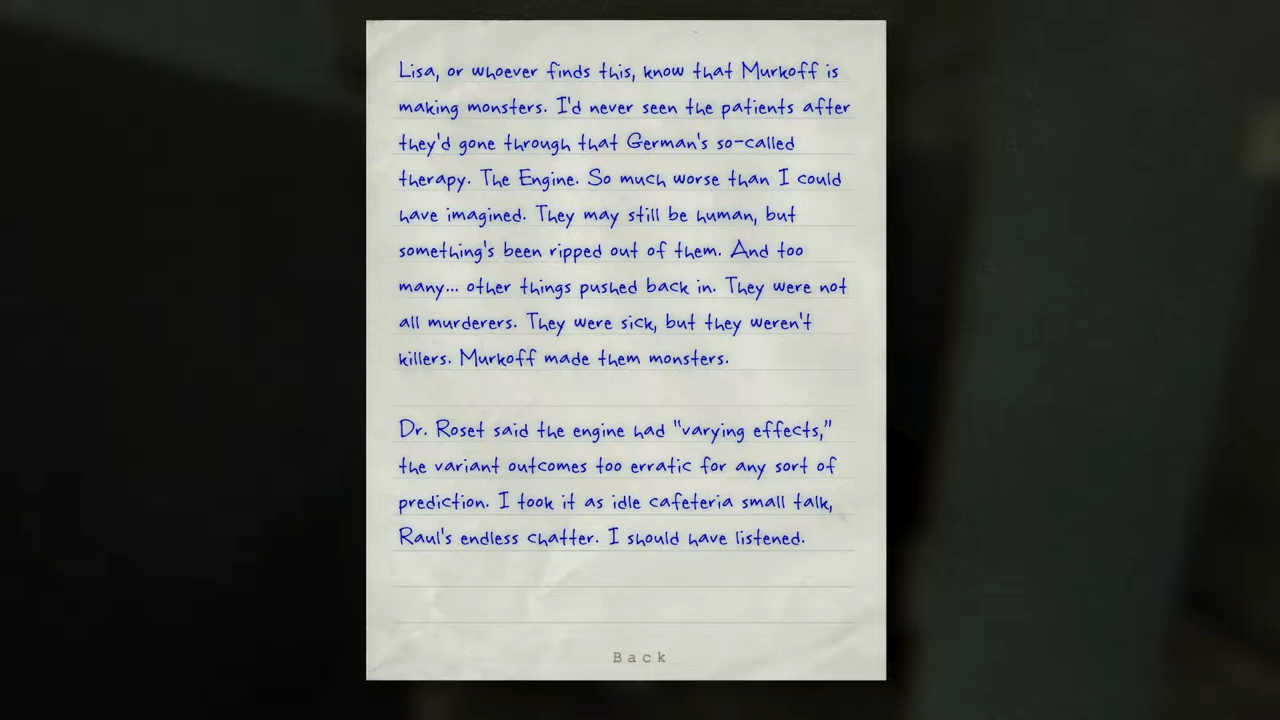 Lisa, or whoever finds this, know that Murkoff is
making monsters. I'd never seen the patients after
they'd gone through that German's so-called
therapy. The Engine. So much worse than I could
have imagined. They may still be human, but
something's been ripped out of them. And too
many... other things pushed back in. They were not
all murderers. They were sick, but they weren't
killers. Murkoff made them monsters.
Dr. Roset said the engine had "varying effects,"
the variant outcomes too erratic for any sort of
prediction. I took it as idle cafeteria small talk,
Raul's endless chatter. I should have listened.
Back